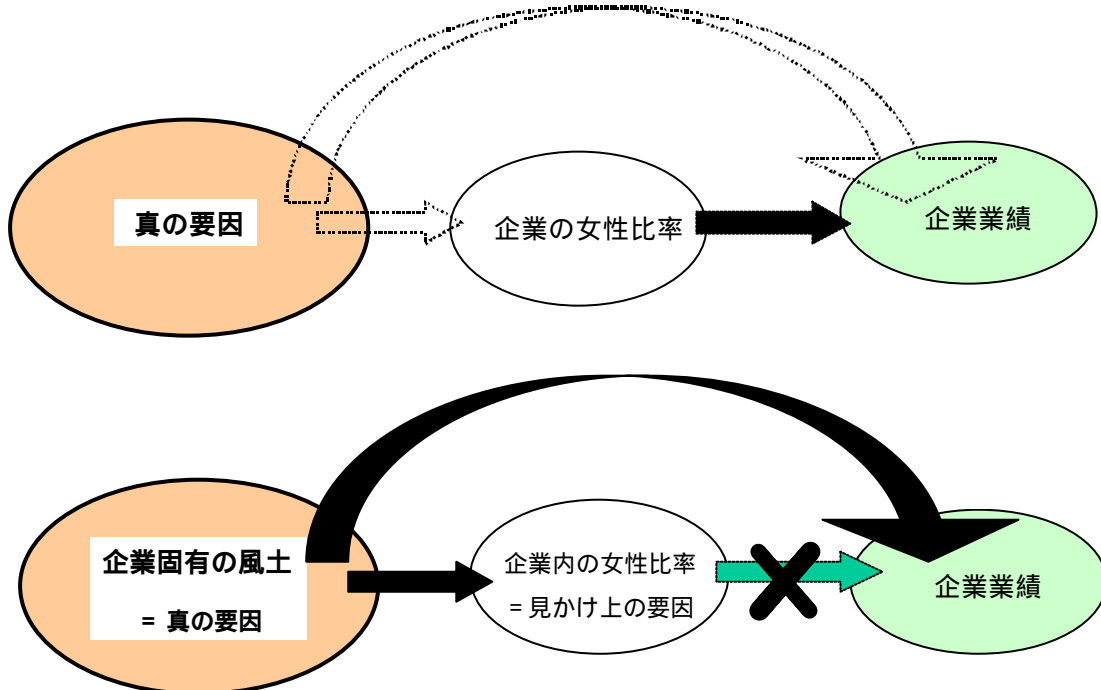 真の要因
企業の女性比率
企業業績
企業固有の風土
= 真の要因
企業内の女性比率
= 見かけ上の要因
企業業績